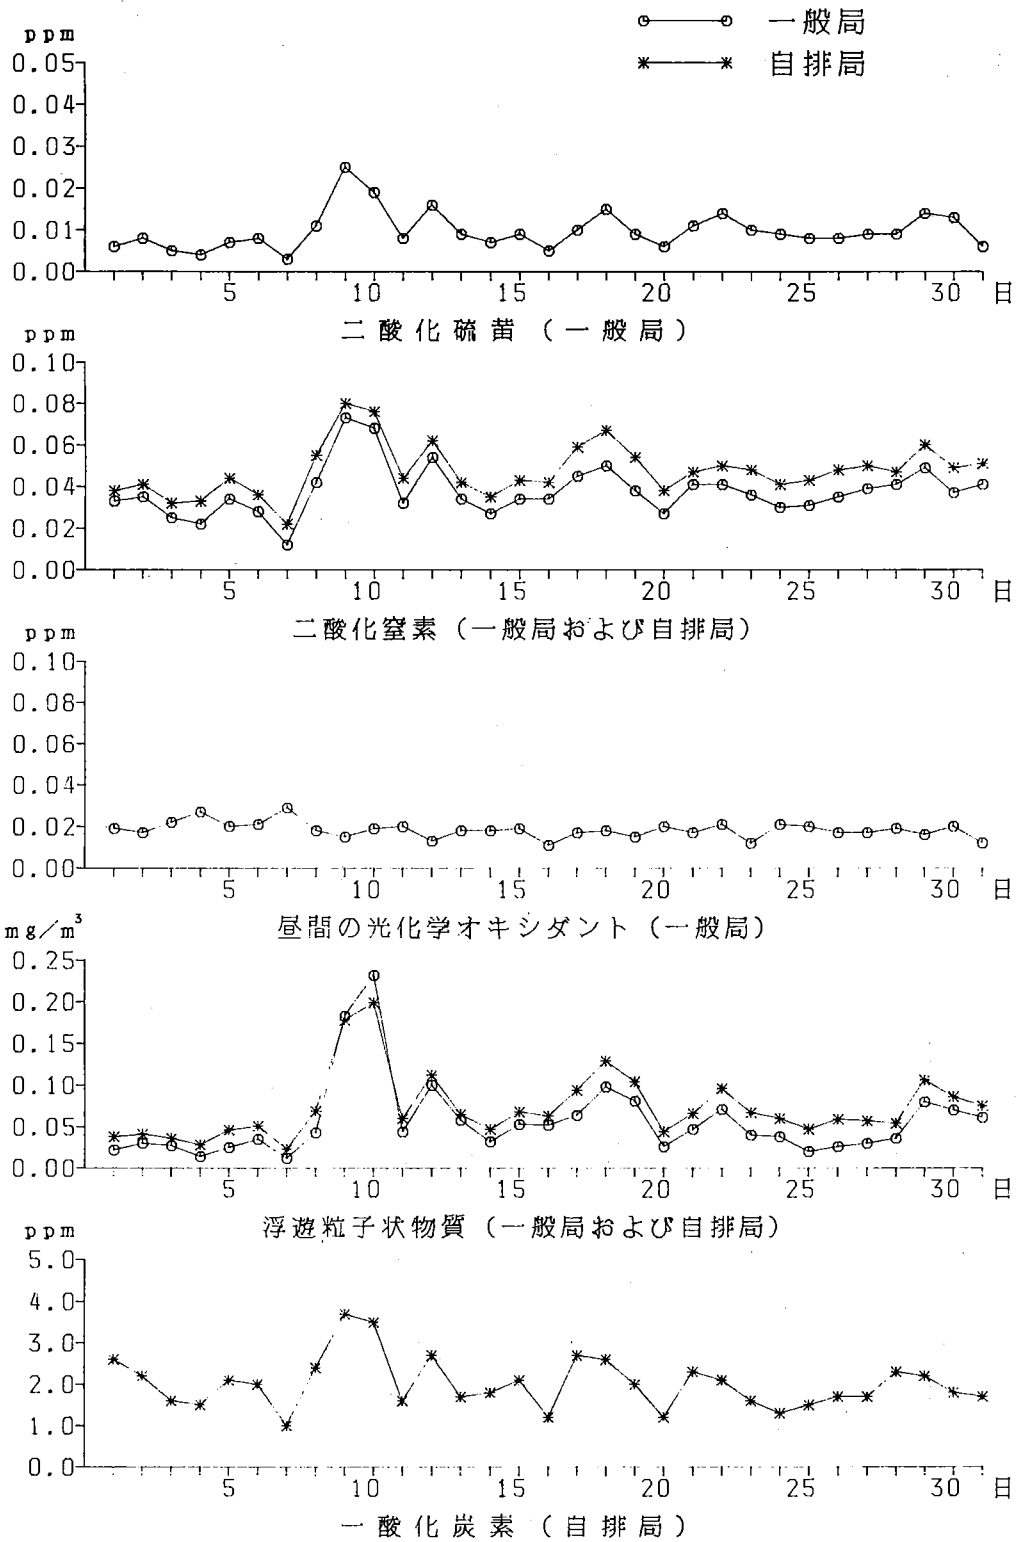 一般局
自排局
ppm
0.05
0.04
0.03
0.02
0.01
0.00
5 10 15 20 25 30 日
二酸化硫黄(一般局)
ppm
0.10
0.08
0.06
0.04
0.02
0.00
5 10 15 20 25 30 日
二酸化窒素(一般局および自排局)
ppm
0.10
0.08
0.06
0.04
0.02
0.00
5 10 15 20 25 30 日
昼間の光化学オキシダント(一般局)
mg/m³
0.25
0.20
0.15
0.10
0.05
0.00
5 10 15 20 25 30 日
浮遊粒子状物質(一般局および自排局)
ppm
5.0
4.0
3.0
2.0
1.0
0.0
5 10 15 20 25 30 日
一酸化炭素(自排局)